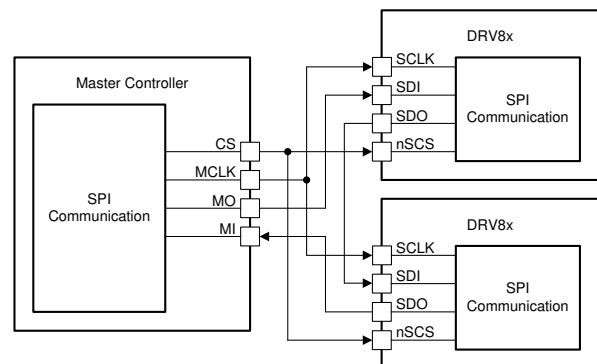 Master Controller
SPI
Communication
CS
MCLK
MO
MI
DRV8x
SCLK
SDI
SDO
nSCS
SPI
Communication
DRV8x
SCLK
SDI
SDO
nSCS
SPI
Communication